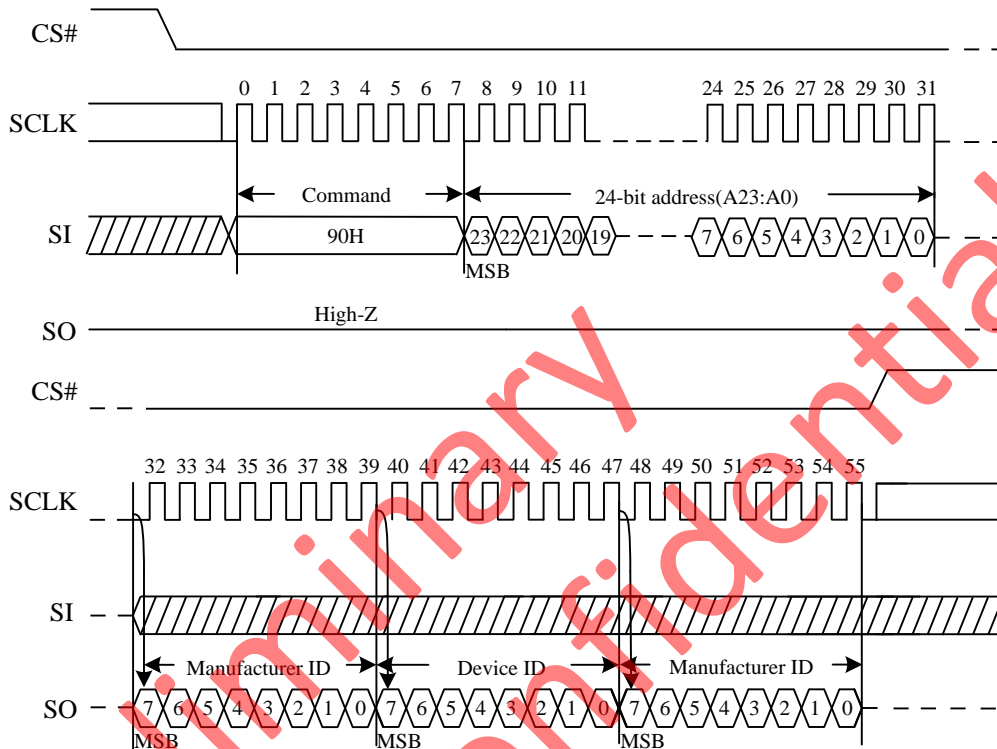 CS#
0 1 2 3 4 5 6 7 8 9 10 11 24 25 26 27 28 29 30 31
SCLK
Command 24-bit address(A23:A0)
SI 90H 23 22 21 20 19 7 6 5 4 3 2 1 0
MSB
High-Z
SO
CS#
32 33 34 35 36 37 38 39 40 41 42 43 44 45 46 47 48 49 50 51 52 53 54 55
SCLK
SI
Manufacturer ID Device ID Manufacturer ID
SO 7 6 5 4 3 2 1 0 7 6 5 4 3 2 1 0 7 6 5 4 3 2 1 0
MSB MSB MSB
liminary
nfidentia